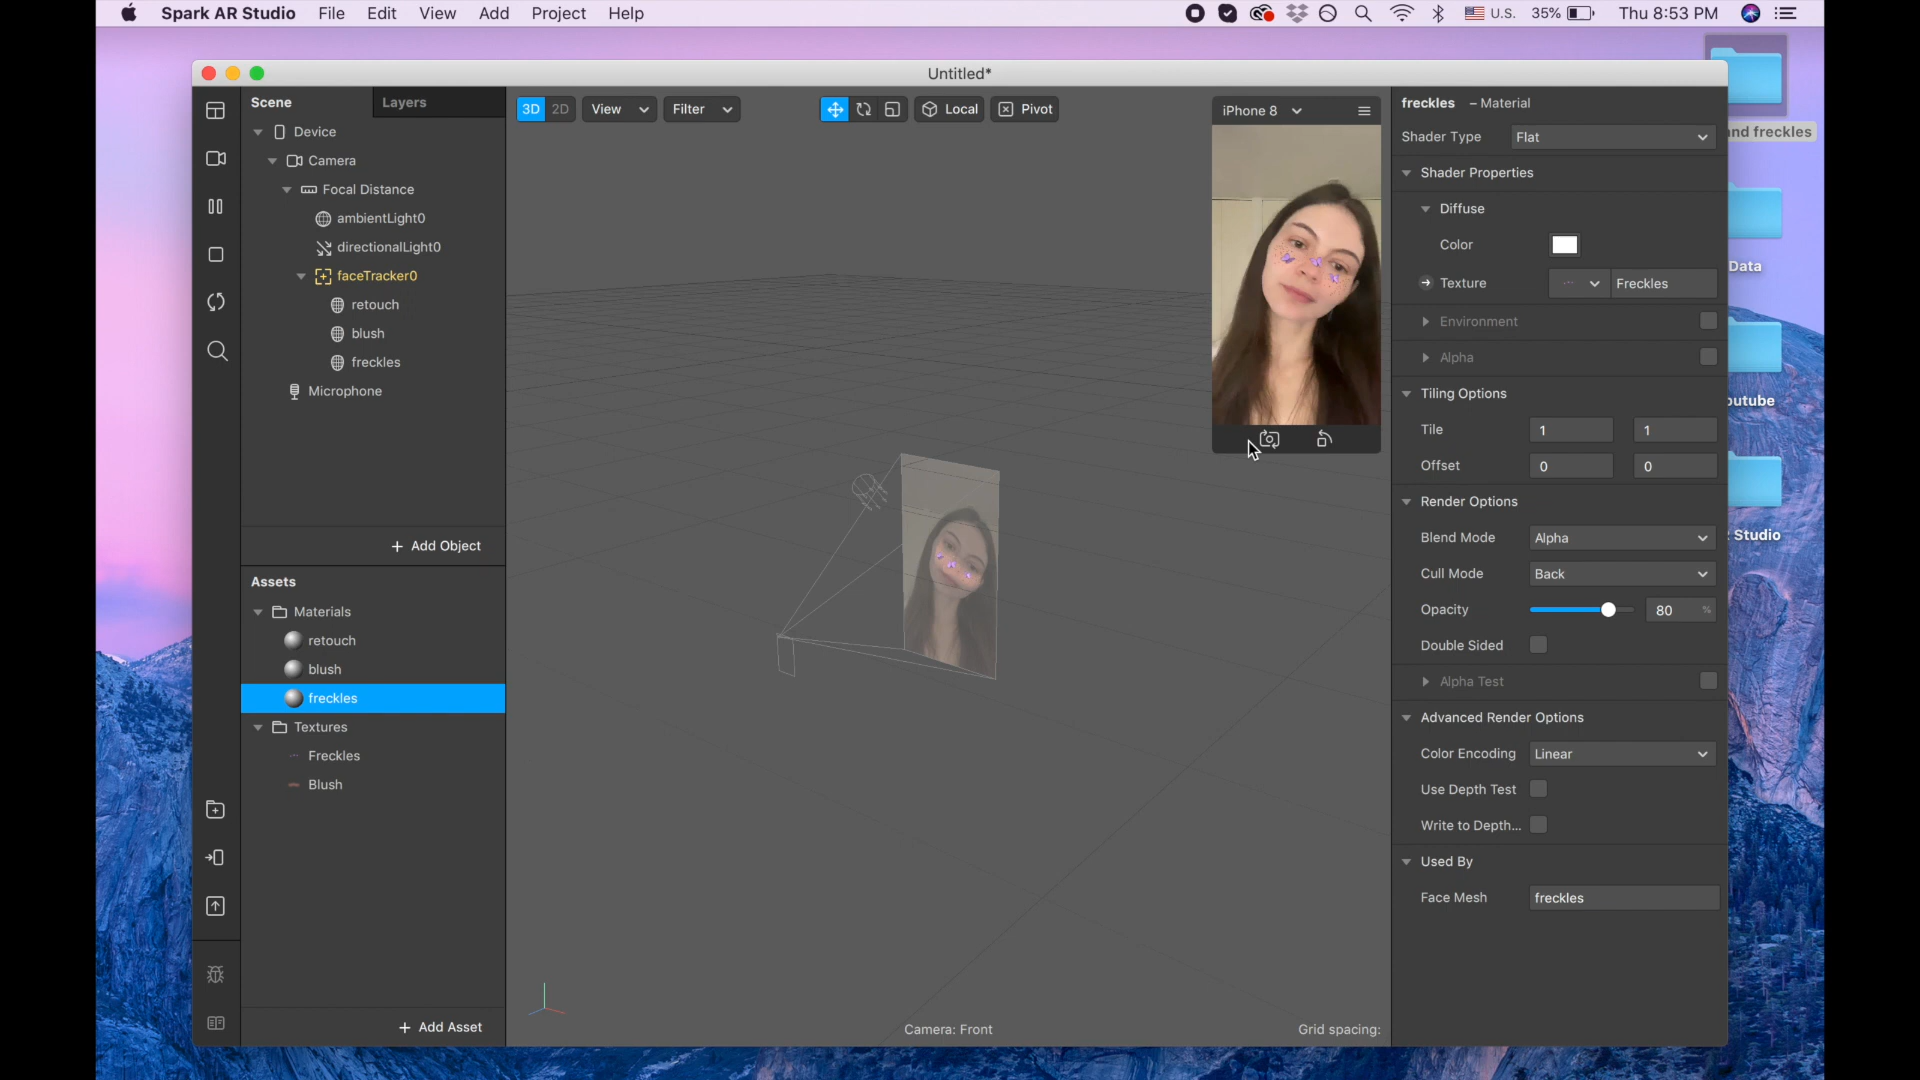 Spark AR Studio File Edit View Add Project Help U.S. 35% Thu 8:53 PM
Untitled*
Scene Layers
Device
Camera
Focal Distance
ambientLight0
directionalLight0
faceTracker0
retouch
blush
freckles
Microphone
+ Add Object
Assets
Materials
retouch
blush
freckles
Textures
Freckles
Blush
+ Add Asset
3D 2D View Filter Local Pivot
iPhone 8
Camera: Front Grid spacing:
freckles – Material
Shader Type Flat
Shader Properties
Diffuse
Color
Texture Freckles
Environment
Alpha
Tiling Options
Tile 1 1
Offset 0 0
Render Options
Blend Mode Alpha
Cull Mode Back
Opacity 80 %
Double Sided
Alpha Test
Advanced Render Options
Color Encoding Linear
Use Depth Test
Write to Depth...
Used By
Face Mesh freckles
nd freckles
Data
outube
Studio